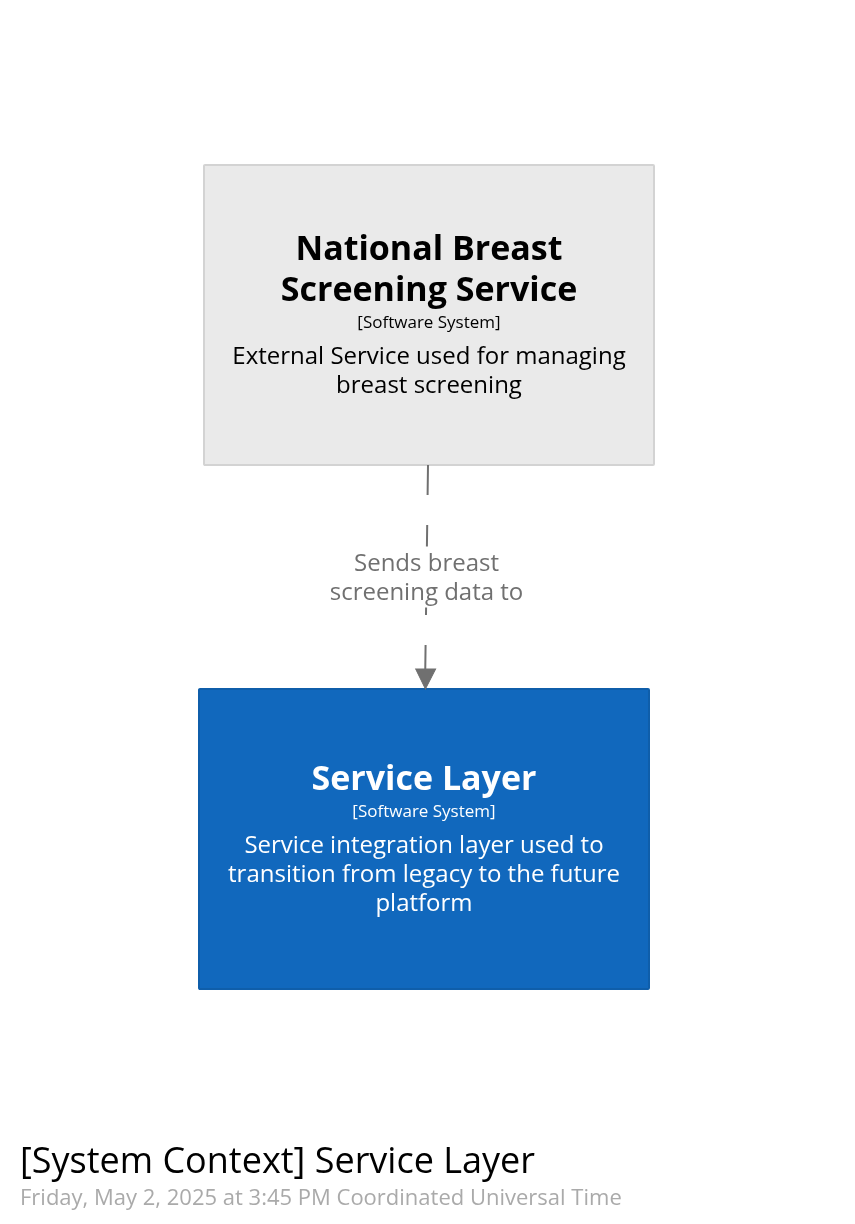 National Breast
Screening Service
[Software System]
External Service used for managing
breast screening
Sends breast
screening data to
Service Layer
[Software System]
Service integration layer used to
transition from legacy to the future
platform
[System Context] Service Layer
Friday, May 2, 2025 at 3:45 PM Coordinated Universal Time